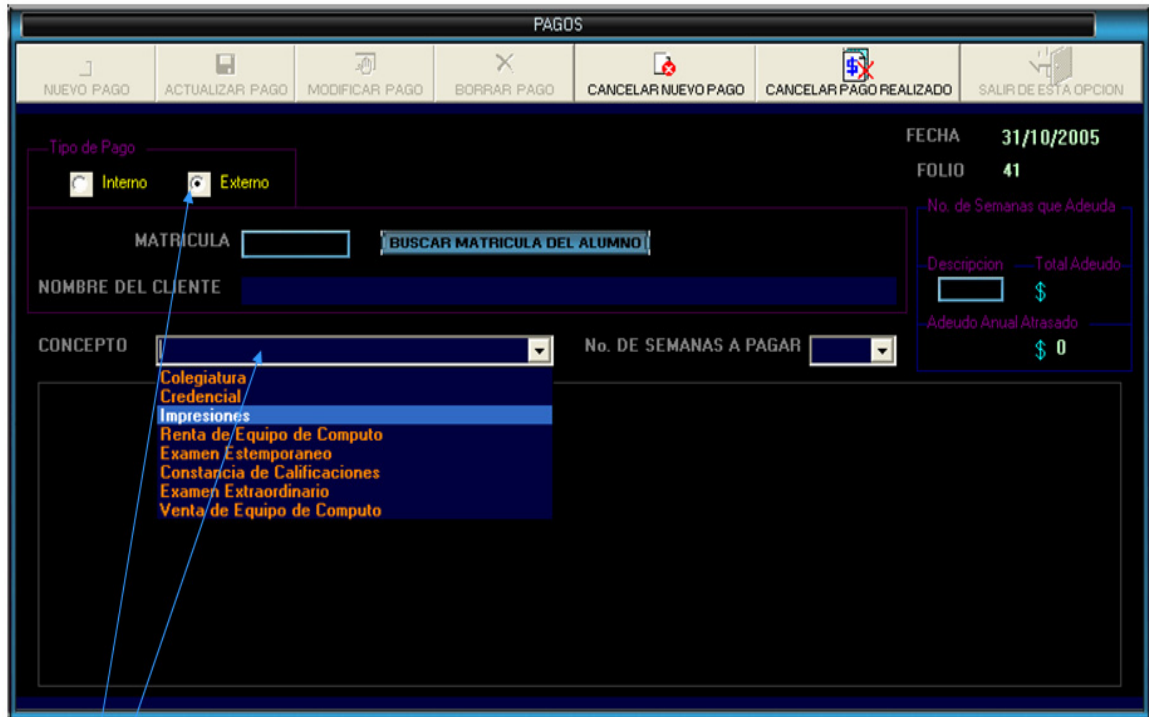 PAGOS
NUEVO PAGO ACTUALIZAR PAGO MODIFICAR PAGO BORRAR PAGO CANCELAR NUEVO PAGO CANCELAR PAGO REALIZADO SALIR DE ESTA OPCION
FECHA 31/10/2005
Tipo de Pago
FOLIO 41
Interno Externo
No. de Semanas que Adeuda
MATRICULA BUSCAR MATRICULA DEL ALUMNO
Descripcion Total Adeudo
NOMBRE DEL CLIENTE
$
Adeudo Anual Atrasado
CONCEPTO No. DE SEMANAS A PAGAR
$ 0
Colegiatura
Credencial
Impresiones
Renta de Equipo de Computo
Examen Estemporaneo
Constancia de Calificaciones
Examen Extraordinario
Venta de Equipo de Computo